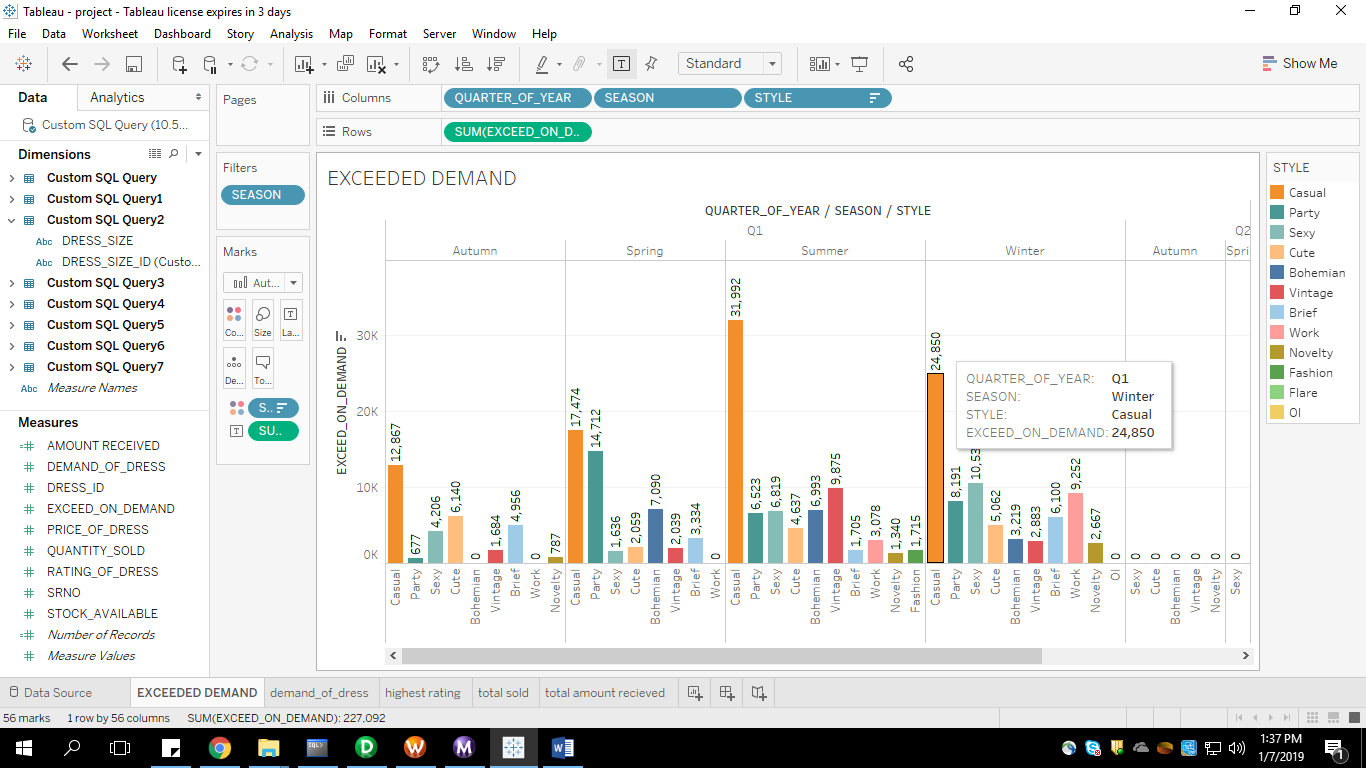 Tableau - project - Tableau license expires in 3 days
File Data Worksheet Dashboard Story Analysis Map Format Server Window Help
Standard
Show Me
Data Analytics
Custom SQL Query (10.5...
Dimensions
Custom SQL Query
Custom SQL Query1
Custom SQL Query2
Abc DRESS_SIZE
Abc DRESS_SIZE_ID (Custo...
Custom SQL Query3
Custom SQL Query4
Custom SQL Query5
Custom SQL Query6
Custom SQL Query7
Abc Measure Names
Measures
AMOUNT RECEIVED
DEMAND_OF_DRESS
DRESS_ID
EXCEED_ON_DEMAND
PRICE_OF_DRESS
QUANTITY_SOLD
RATING_OF_DRESS
SRNO
STOCK_AVAILABLE
Number of Records
Measure Values
Pages
Filters
SEASON
Marks
Aut...
Co... Size La...
De... To...
S..
SU..
Columns QUARTER_OF_YEAR SEASON STYLE
Rows SUM(EXCEED_ON_D..
EXCEEDED DEMAND
QUARTER_OF_YEAR / SEASON / STYLE
Q1 Q2
Autumn Spring Summer Winter Autumn Spri
EXCEED_ON_DEMAND
30K
20K
10K
0K
12,867 677 4,206 6,140 0 1,684 4,956 0 787
17,474 14,712 1,636 2,059 7,090 2,039 3,334 0
31,992 6,523 6,819 4,637 6,993 9,875 1,705 3,078 1,340 1,715
24,850 8,191 10,53 5,062 3,219 2,883 6,100 9,252 2,667 0
0 0 0 0 0 0
Casual Party Sexy Cute Bohemian Vintage Brief Work Novelty
Casual Party Sexy Cute Bohemian Vintage Brief Work
Casual Party Sexy Cute Bohemian Vintage Brief Work Novelty Fashion
Casual Party Sexy Cute Bohemian Vintage Brief Work Novelty Ol
Sexy Cute Bohemian Vintage Novelty Sexy
QUARTER_OF_YEAR: Q1
SEASON: Winter
STYLE: Casual
EXCEED_ON_DEMAND: 24,850
STYLE
Casual
Party
Sexy
Cute
Bohemian
Vintage
Brief
Work
Novelty
Fashion
Flare
Ol
Data Source EXCEEDED DEMAND demand_of_dress highest rating total sold total amount recieved
56 marks 1 row by 56 columns SUM(EXCEED_ON_DEMAND): 227,092
1:37 PM
1/7/2019
1